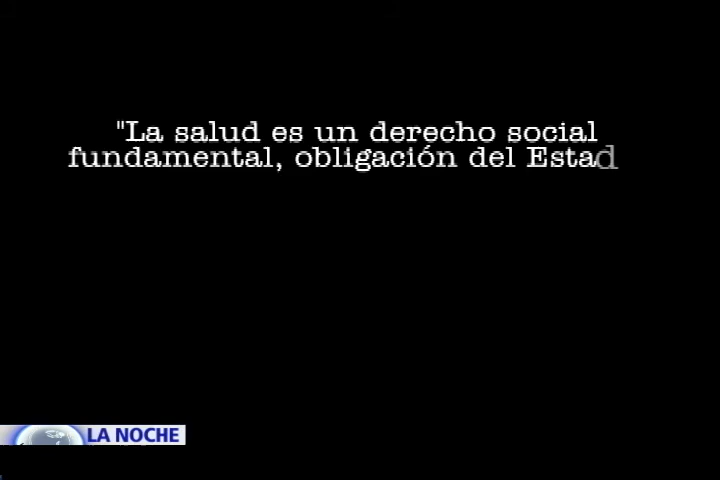 "La salud es un derecho social
fundamental, obligación del Estad
LA NOCHE